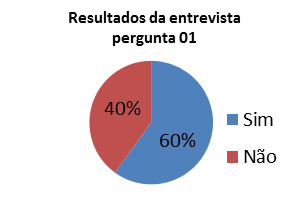 Resultados da entrevista
pergunta 01
40%
Sim
60%
Não